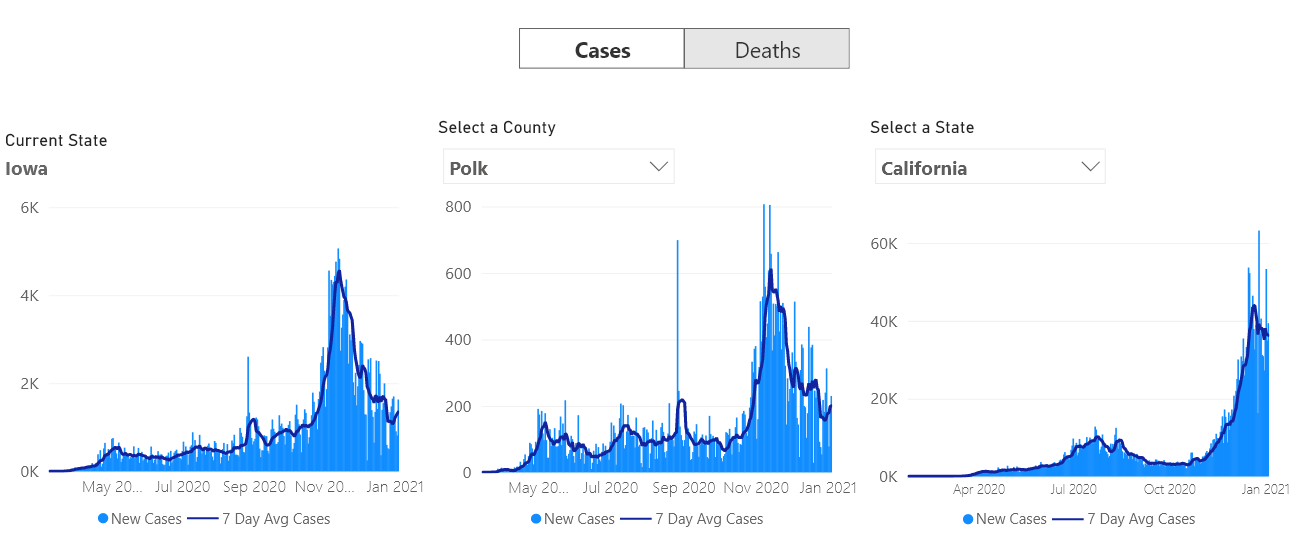 Cases Deaths
Current State
Iowa
6K
4K
2K
0K
May 20... Jul 2020 Sep 2020 Nov 20... Jan 2021
New Cases 7 Day Avg Cases
Select a County
Polk
800
600
400
200
0
May 20... Jul 2020 Sep 2020 Nov 2020 Jan 2021
New Cases 7 Day Avg Cases
Select a State
California
60K
40K
20K
0K
Apr 2020 Jul 2020 Oct 2020 Jan 2021
New Cases 7 Day Avg Cases